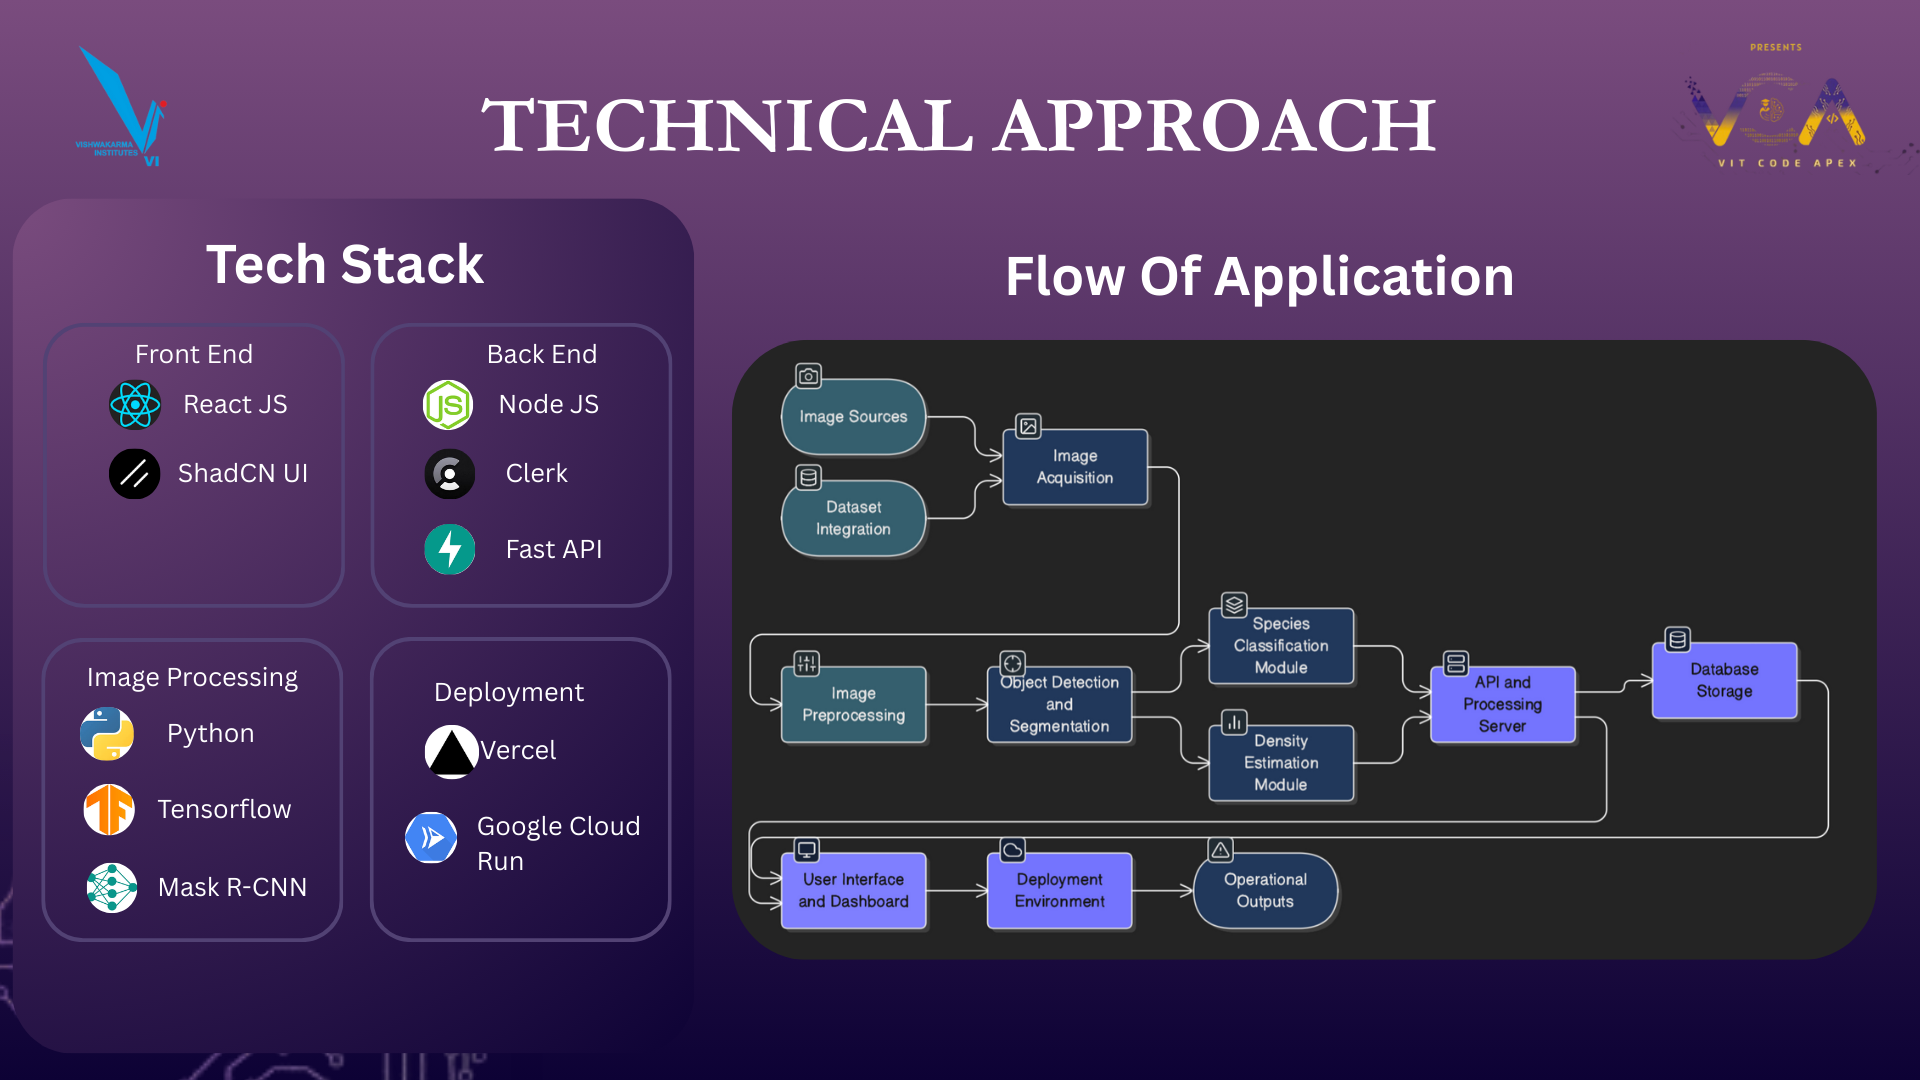 VISHWAKARMA
INSTITUTES
VI
TECHNICAL APPROACH
PRESENTS
VCA
VIT CODE APEX
Tech Stack
Front End
React JS
ShadCN UI
Back End
JS
Node JS
Clerk
Fast API
Image Processing
Python
Tensorflow
Mask R-CNN
Deployment
Vercel
Google Cloud
Run
Flow Of Application
Image Sources
Dataset
Integration
Image
Acquisition
Image
Preprocessing
Object Detection
and
Segmentation
Species
Classification
Module
Density
Estimation
Module
API and
Processing
Server
Database
Storage
User Interface
and Dashboard
Deployment
Environment
Operational
Outputs